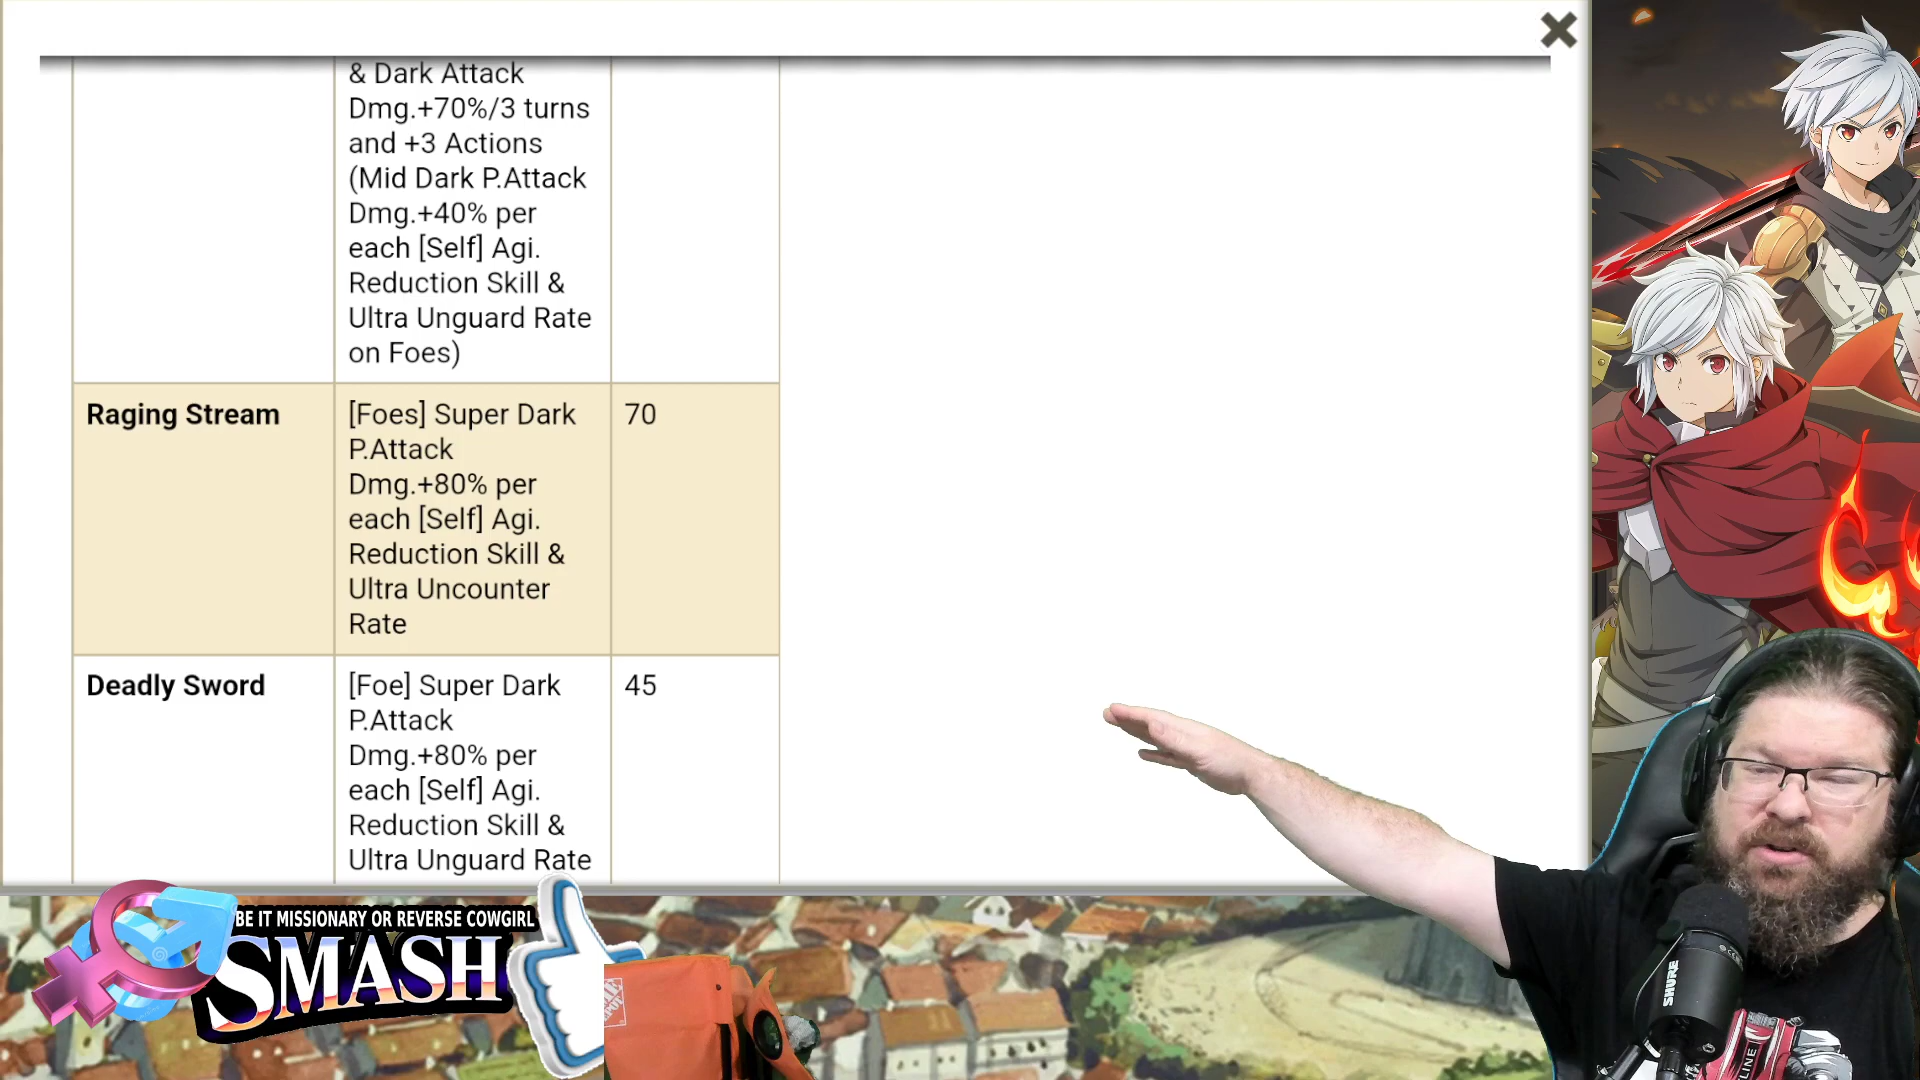 & Dark Attack
Dmg.+70%/3 turns
and +3 Actions
(Mid Dark P.Attack
Dmg.+40% per
each [Self] Agi.
Reduction Skill &
Ultra Unguard Rate
on Foes)
Raging Stream
[Foes] Super Dark
P.Attack
Dmg.+80% per
each [Self] Agi.
Reduction Skill &
Ultra Uncounter
Rate
70
Deadly Sword
[Foe] Super Dark
P.Attack
Dmg.+80% per
each [Self] Agi.
Reduction Skill &
Ultra Unguard Rate
45
BE IT MISSIONARY OR REVERSE COWGIRL
SMASH
SHURE